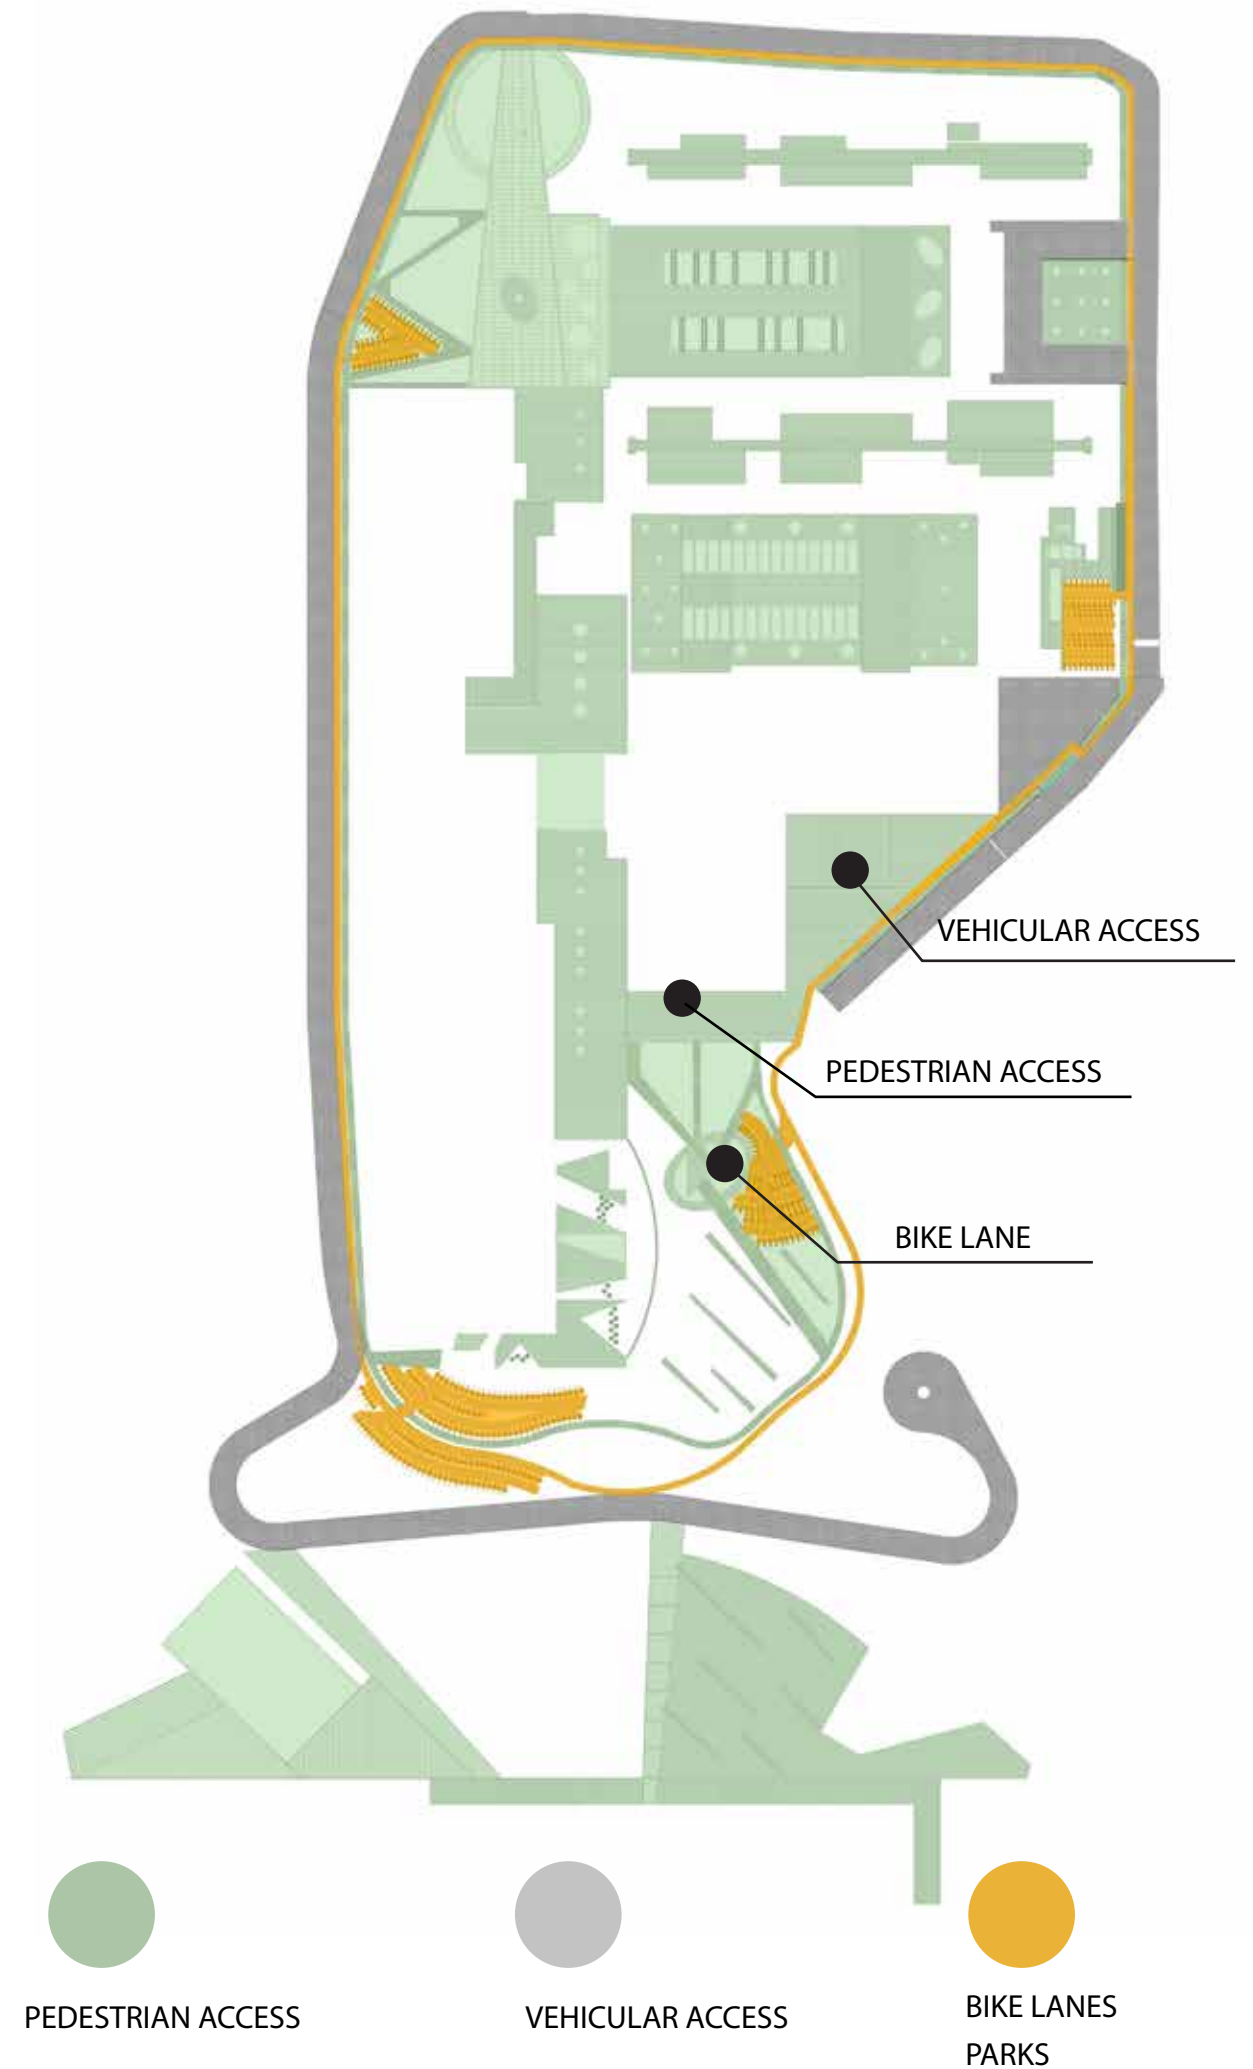 VEHICULAR ACCESS
PEDESTRIAN ACCESS
BIKE LANE
PEDESTRIAN ACCESS
VEHICULAR ACCESS
BIKE LANES
PARKS